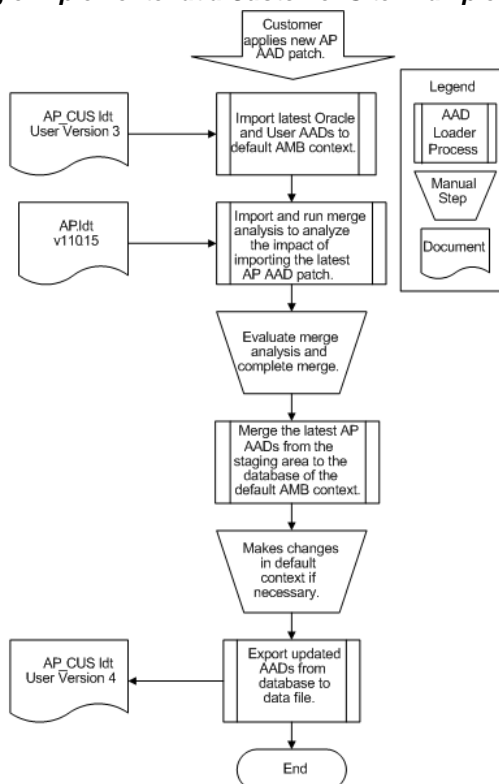 Customer
applies new AP
AAD patch.
Legend
AAD
Loader
Process
Manual
Step
Document
AP_CUS ldt
User Version 3
Import latest Oracle
and User AADs to
default AMB context.
AP.ldt
v110.15
Import and run merge
analysis to analyze
the impact of
importing the latest
AP AAD patch.
Evaluate merge
analysis and
complete merge.
Merge the latest AP
AADs from the
staging area to the
database of the
default AMB context.
Makes changes
in default
context if
necessary.
AP_CUS ldt
User Version 4
Export updated
AADs from
database to
data file.
End